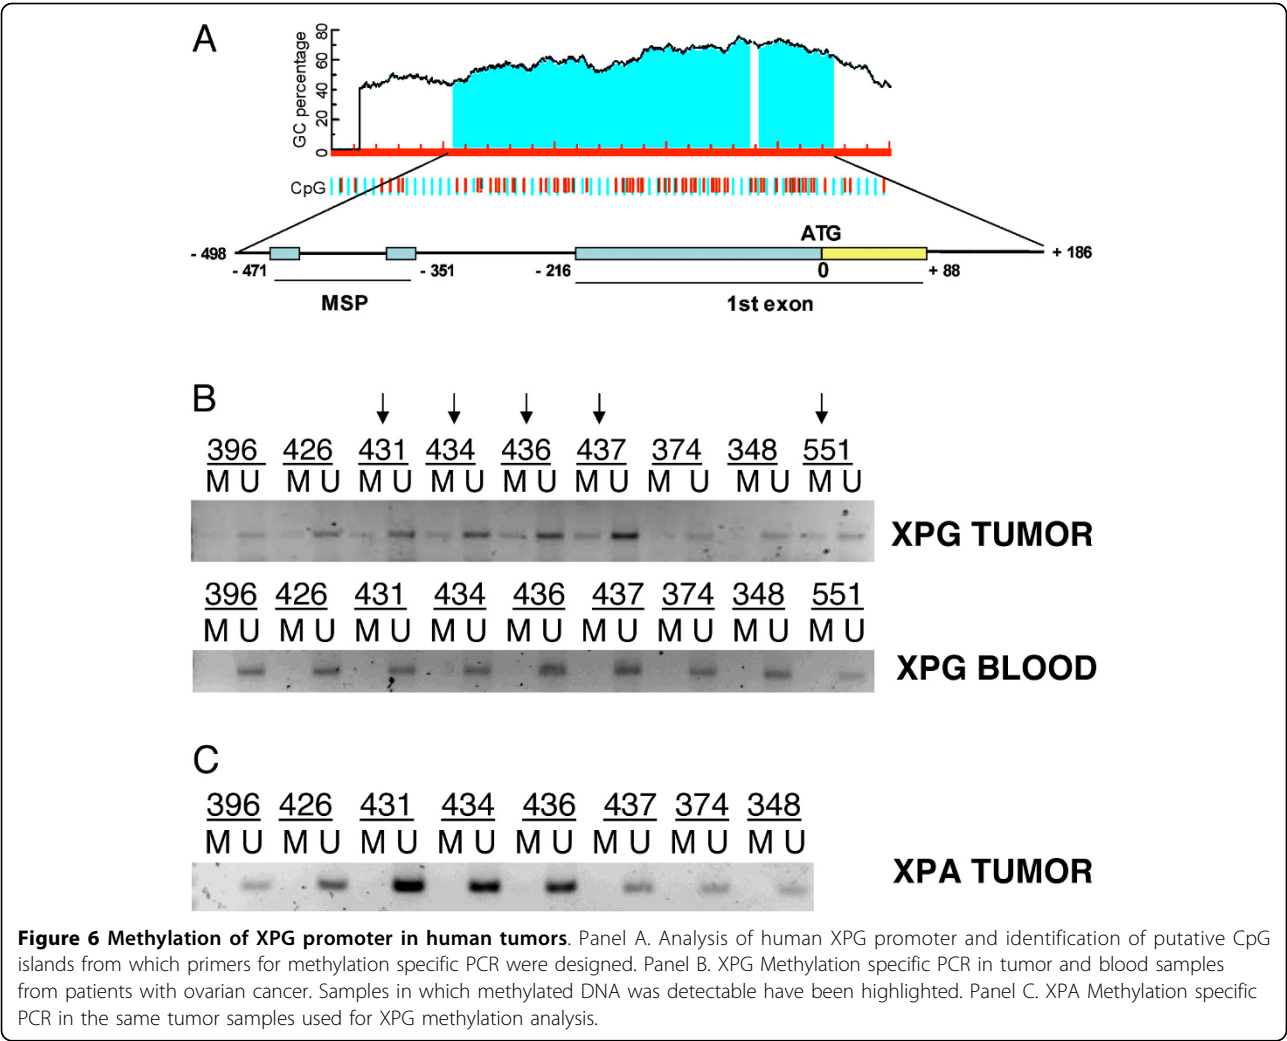 A
GC percentage
0 20 40 60 80
CpG
ATG
- 498
+ 186
- 471
- 351
- 216
0
+ 88
MSP
1st exon
B
396 426 431 434 436 437 374 348 551
M U M U M U M U M U M U M U M U M U
XPG TUMOR
396 426 431 434 436 437 374 348 551
M U M U M U M U M U M U M U M U M U
XPG BLOOD
C
396 426 431 434 436 437 374 348
M U M U M U M U M U M U M U M U
XPA TUMOR
Figure 6 Methylation of XPG promoter in human tumors. Panel A. Analysis of human XPG promoter and identification of putative CpG
islands from which primers for methylation specific PCR were designed. Panel B. XPG Methylation specific PCR in tumor and blood samples
from patients with ovarian cancer. Samples in which methylated DNA was detectable have been highlighted. Panel C. XPA Methylation specific
PCR in the same tumor samples used for XPG methylation analysis.